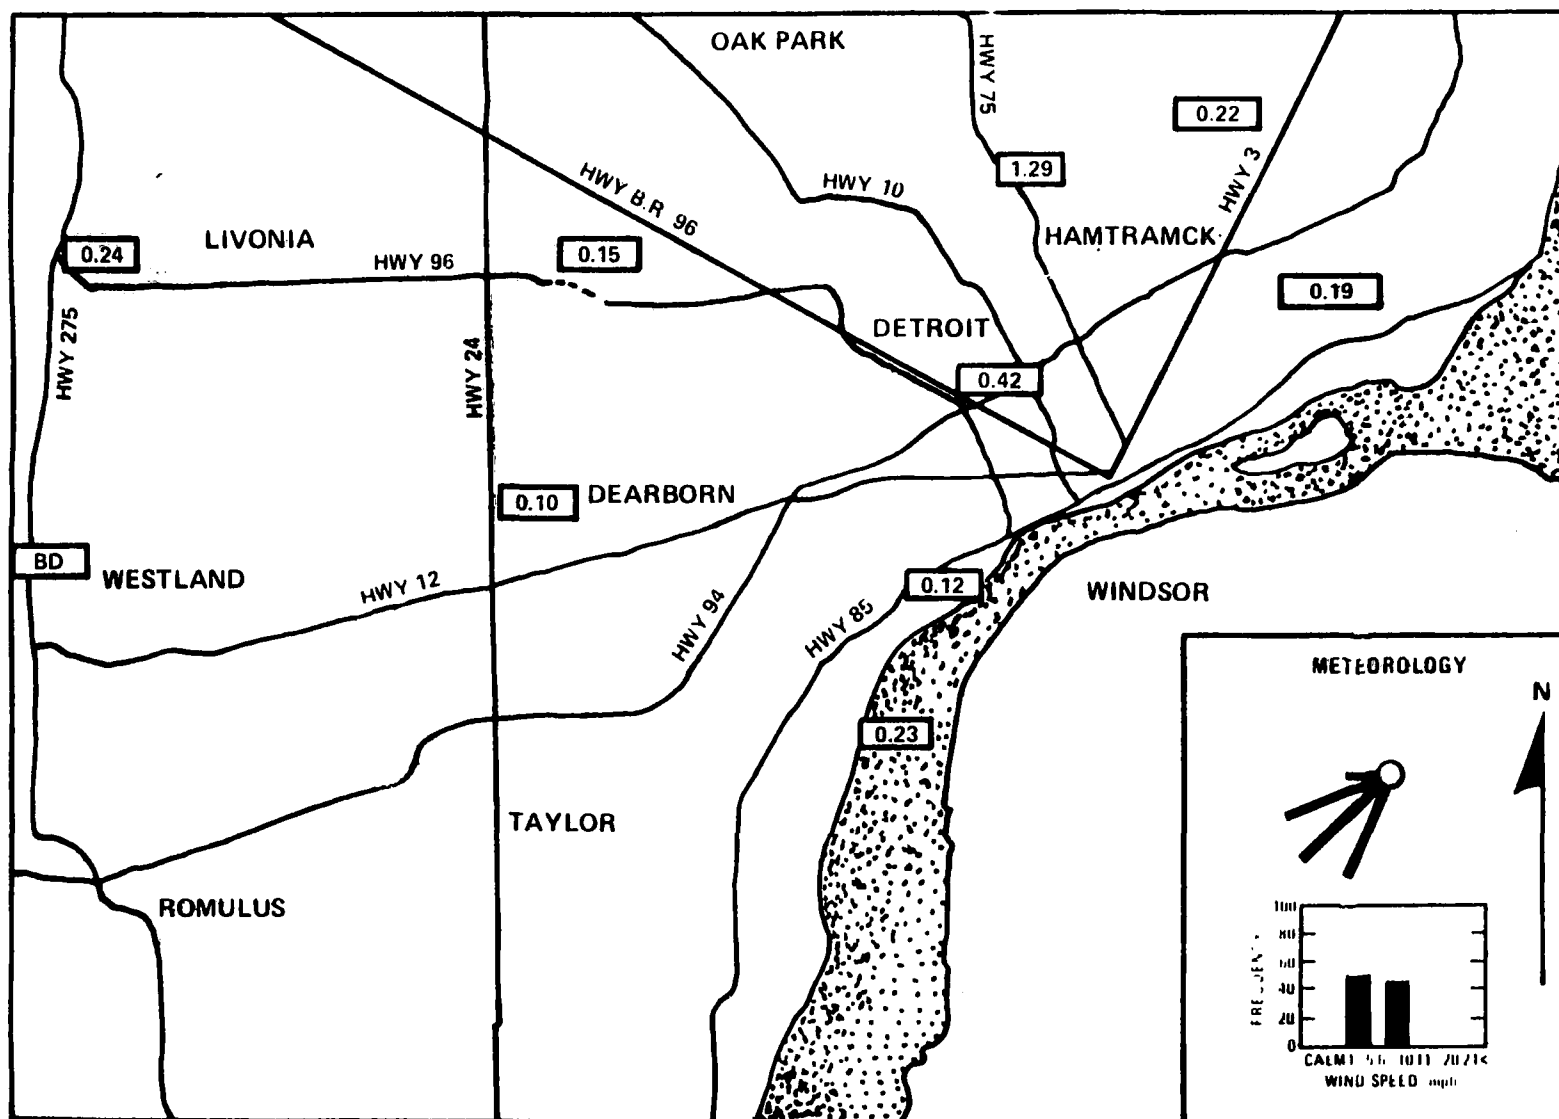 OAK PARK
HWY 75
0.22
1.29
HWY 3
HWY B.R 96
HWY 10
LIVONIA
0.24
0.15
HWY 96
HAMTRAMCK
0.19
HWY 275
HWY 24
DETROIT
0.42
0.10
DEARBORN
BD
WESTLAND
HWY 12
HWY 94
HWY 85
0.12
WINDSOR
0.23
TAYLOR
ROMULUS
METEOROLOGY
N
100
80
60
40
20
0
CALM
WIND SPEED mph